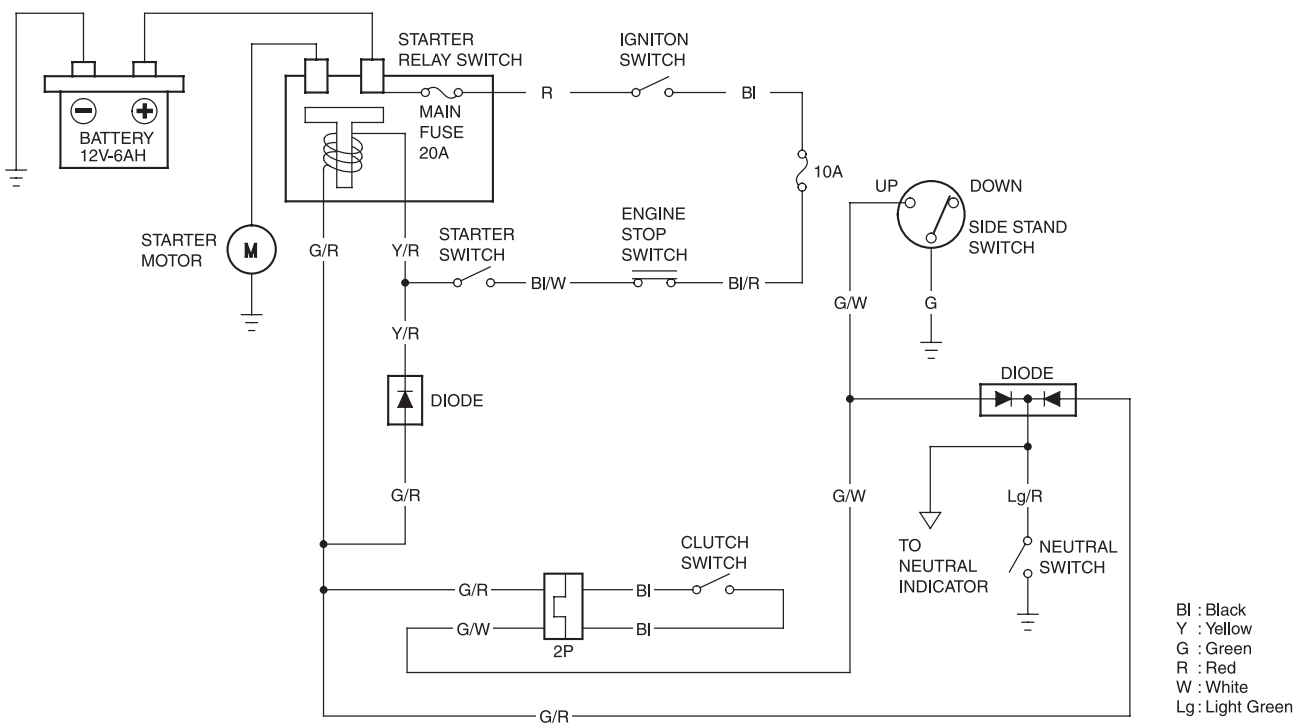 STARTER
RELAY SWITCH
IGNITON
SWITCH
R
BI
BATTERY
12V-6AH
MAIN
FUSE
20A
10A
UP
DOWN
SIDE STAND
SWITCH
STARTER
MOTOR
M
G/R
Y/R
STARTER
SWITCH
ENGINE
STOP
SWITCH
BI/W
BI/R
G/W
G
Y/R
DIODE
DIODE
G/R
G/W
Lg/R
TO
NEUTRAL
INDICATOR
NEUTRAL
SWITCH
CLUTCH
SWITCH
G/R
BI
G/W
BI
2P
G/R
BI : Black
Y : Yellow
G : Green
R : Red
W : White
Lg : Light Green